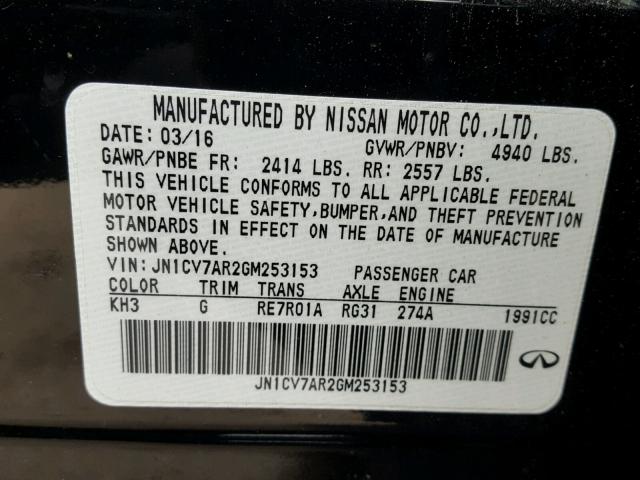 MANUFACTURED BY NISSAN MOTOR CO.,LTD.
DATE: 03/16 GVWR/PNBV: 4940 LBS.
GAWR/PNBE FR: 2414 LBS. RR: 2557 LBS.
THIS VEHICLE CONFORMS TO ALL APPLICABLE FEDERAL
MOTOR VEHICLE SAFETY,BUMPER,AND THEFT PREVENTION
STANDARDS IN EFFECT ON THE DATE OF MANUFACTURE
SHOWN ABOVE.
VIN: JN1CV7AR2GM253153 PASSENGER CAR
COLOR TRIM TRANS AXLE ENGINE
KH3 G RE7R01A RG31 274A 1991CC
JN1CV7AR2GM253153